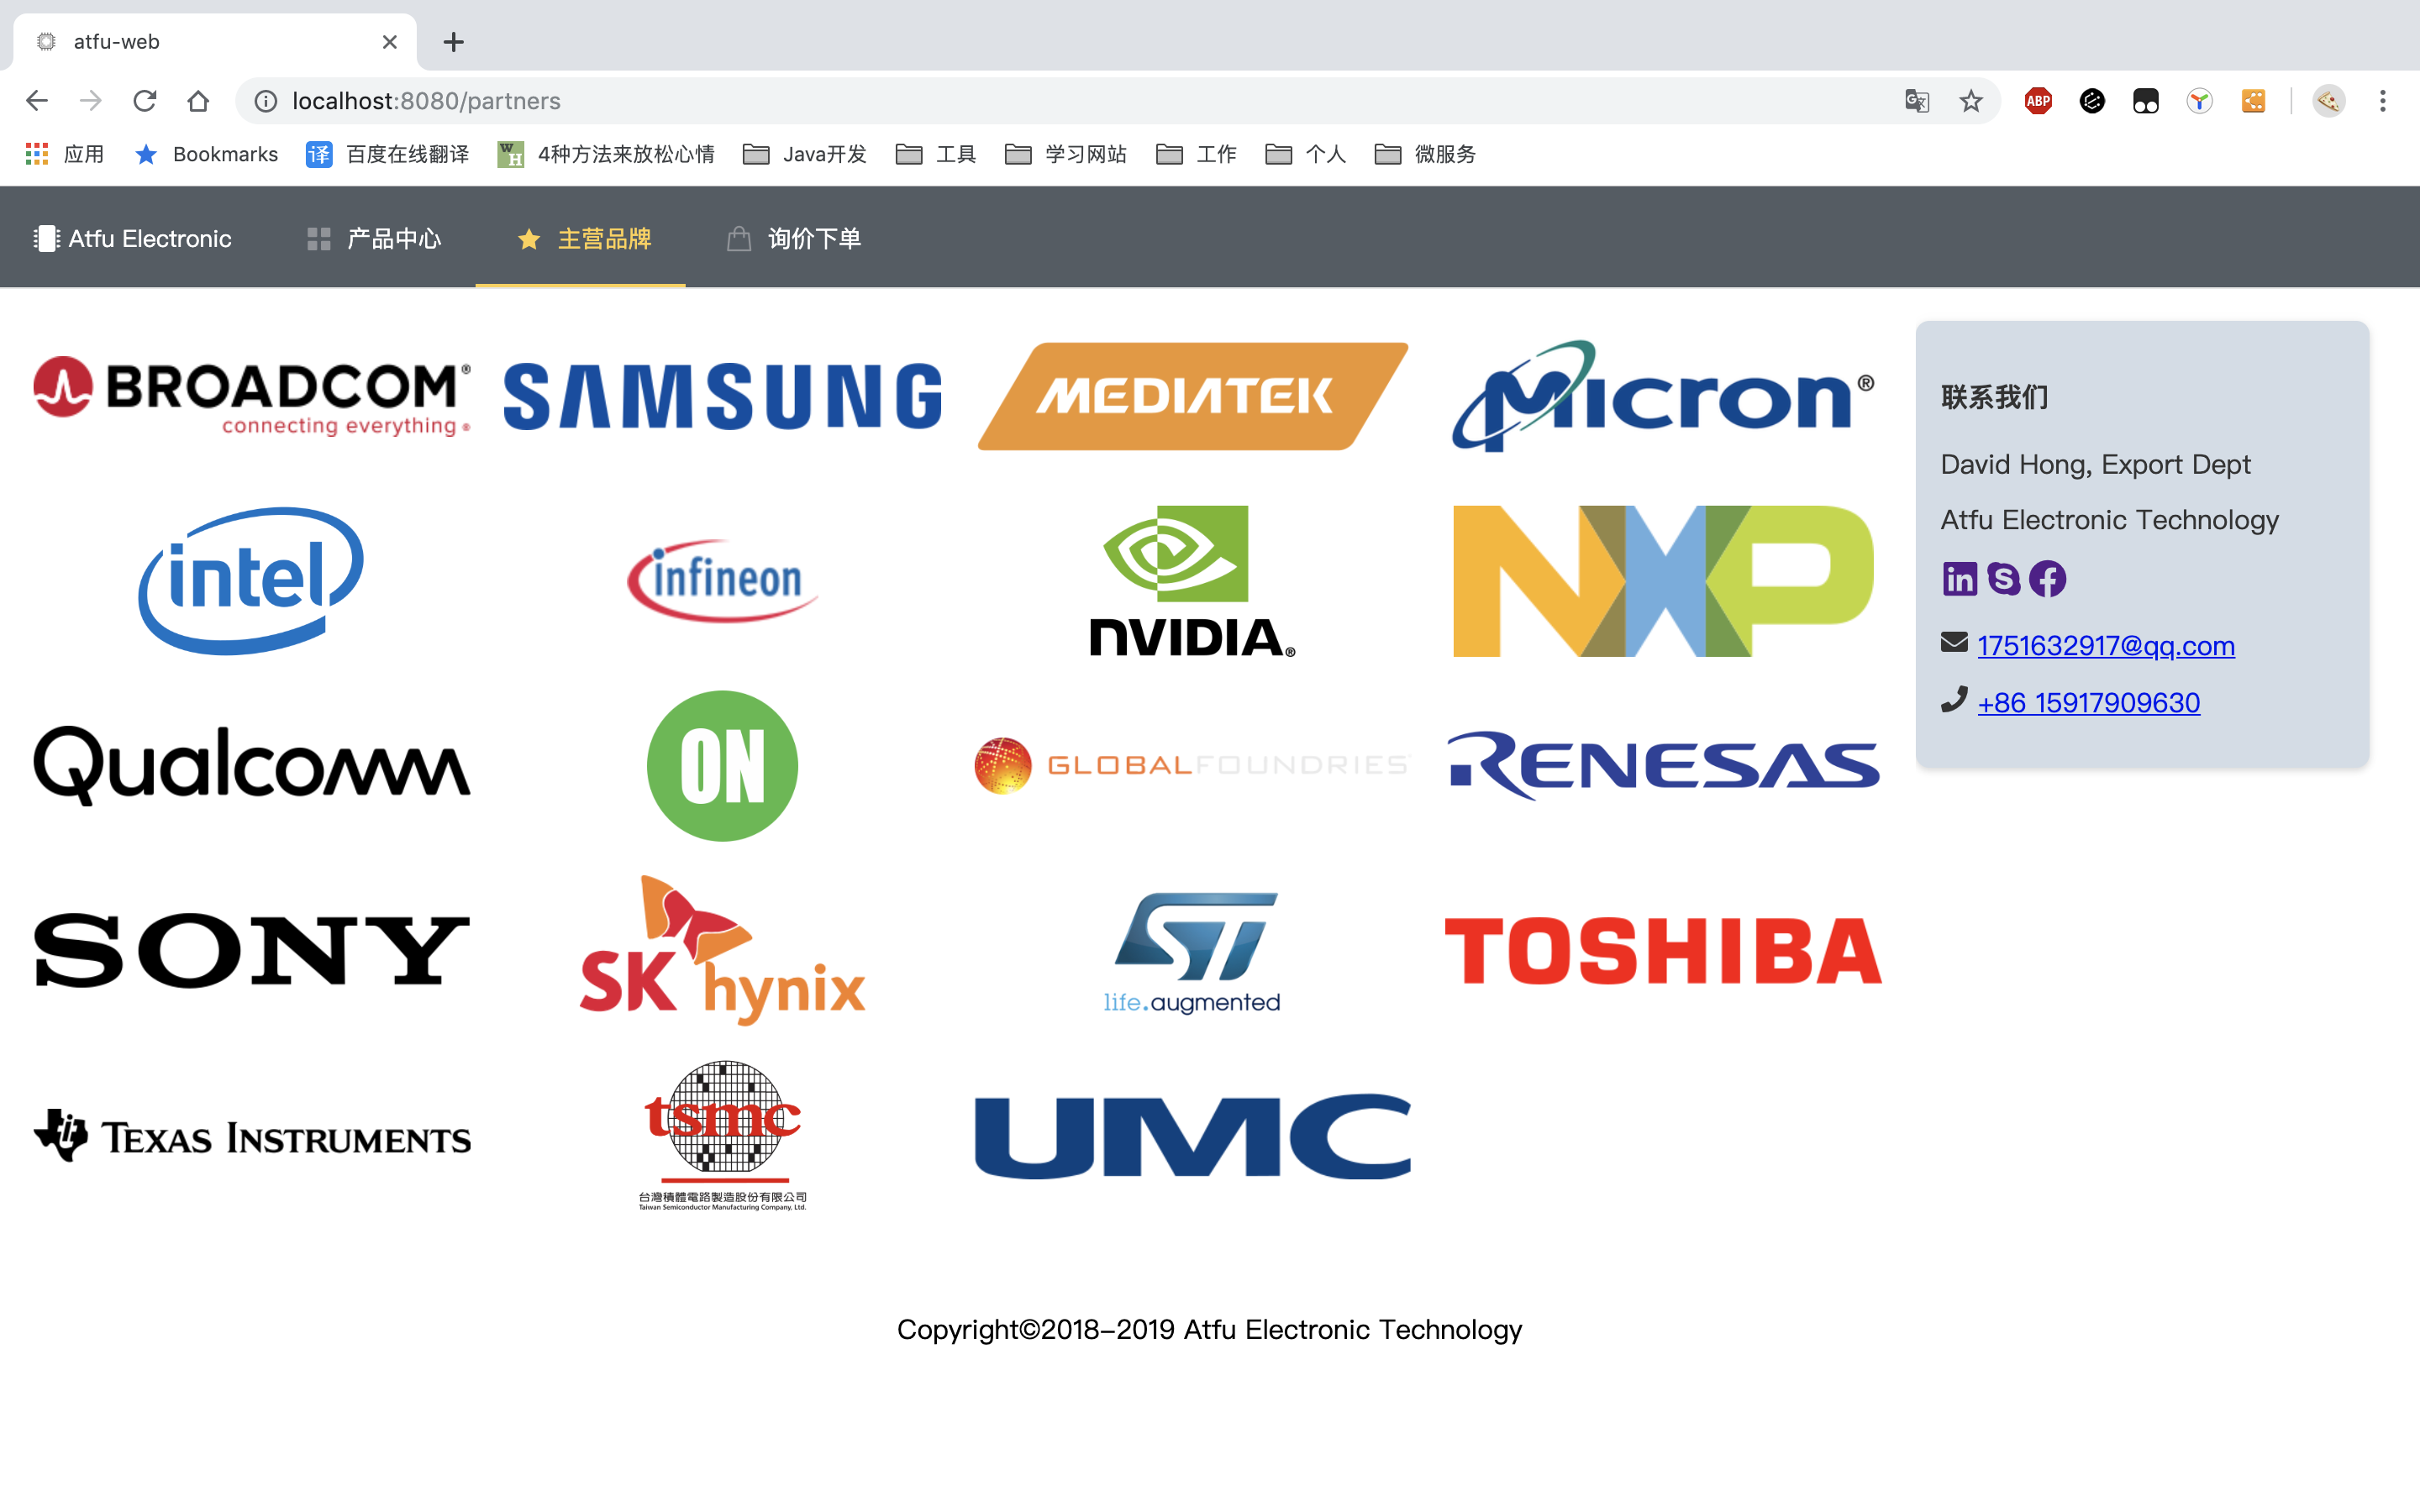 atfu-web
localhost:8080/partners
ABP
应用 Bookmarks 译 百度在线翻译 WH 4种方法来放松心情 Java开发 工具 学习网站 工作 个人 微服务
Atfu Electronic 产品中心 主营品牌 询价下单
BROADCOM®
connecting everything®
SAMSUNG
MEDIATEK
Micron®
intel
infineon
NVIDIA®
NXP
Qualcomm
ON
GLOBALFOUNDRIES
RENESAS
SONY
SK hynix
ST
life.augmented
TOSHIBA
TEXAS INSTRUMENTS
tsmc
台灣積體電路製造股份有限公司
Taiwan Semiconductor Manufacturing Company, Ltd.
UMC
联系我们
David Hong, Export Dept
Atfu Electronic Technology
1751632917@qq.com
+86 15917909630
Copyright©2018-2019 Atfu Electronic Technology